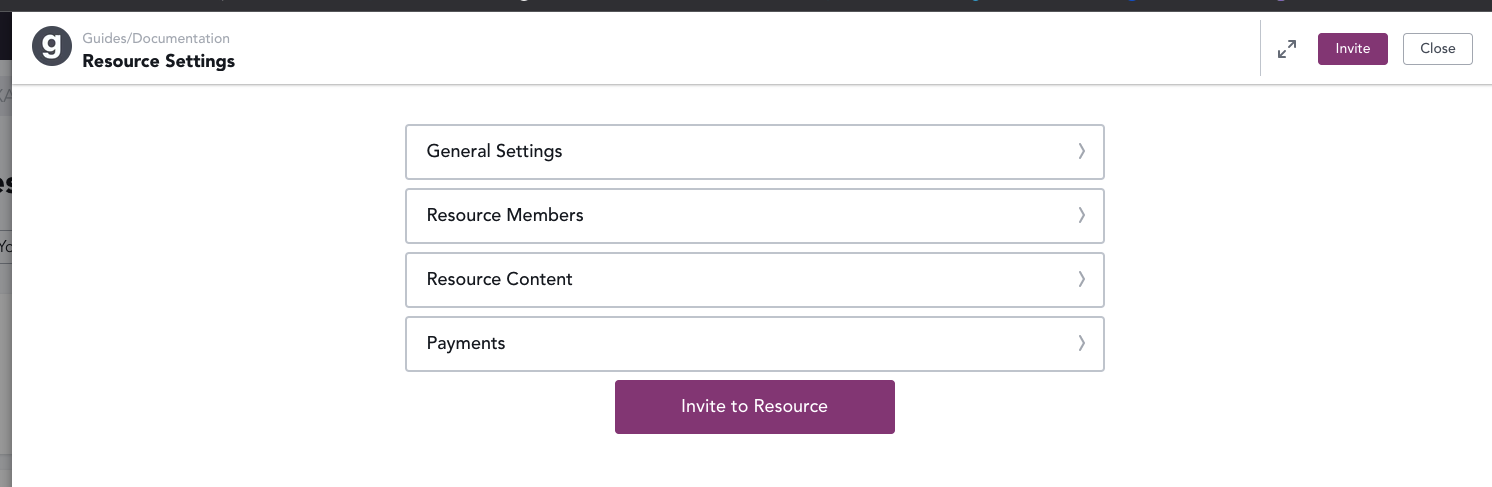 g
Guides/Documentation
Resource Settings
Invite
Close
General Settings
Resource Members
Resource Content
Payments
Invite to Resource